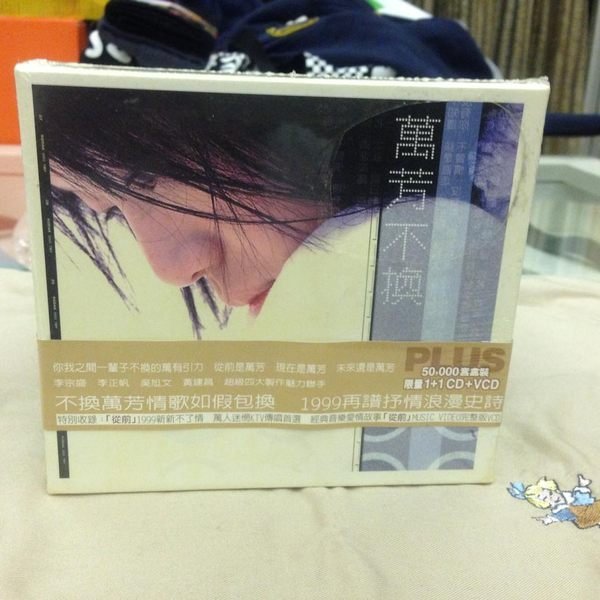 萬芳不換
你我之間一輩子不換的萬有引力 從前是萬芳 現在是萬芳 未來還是萬芳
李宗盛 李正帆 吳旭文 黃建昌 超級四大製作魅力聯手
PLUS
50,000套盒裝
限量1+1CD+VCD
不換萬芳情歌如假包換 1999再譜抒情浪漫史詩
特別收錄:「從前」1999新新不了情 萬人迷網KTV傳唱首選 經典音樂愛情故事「從前」MUSIC VIDEO完整版VCD